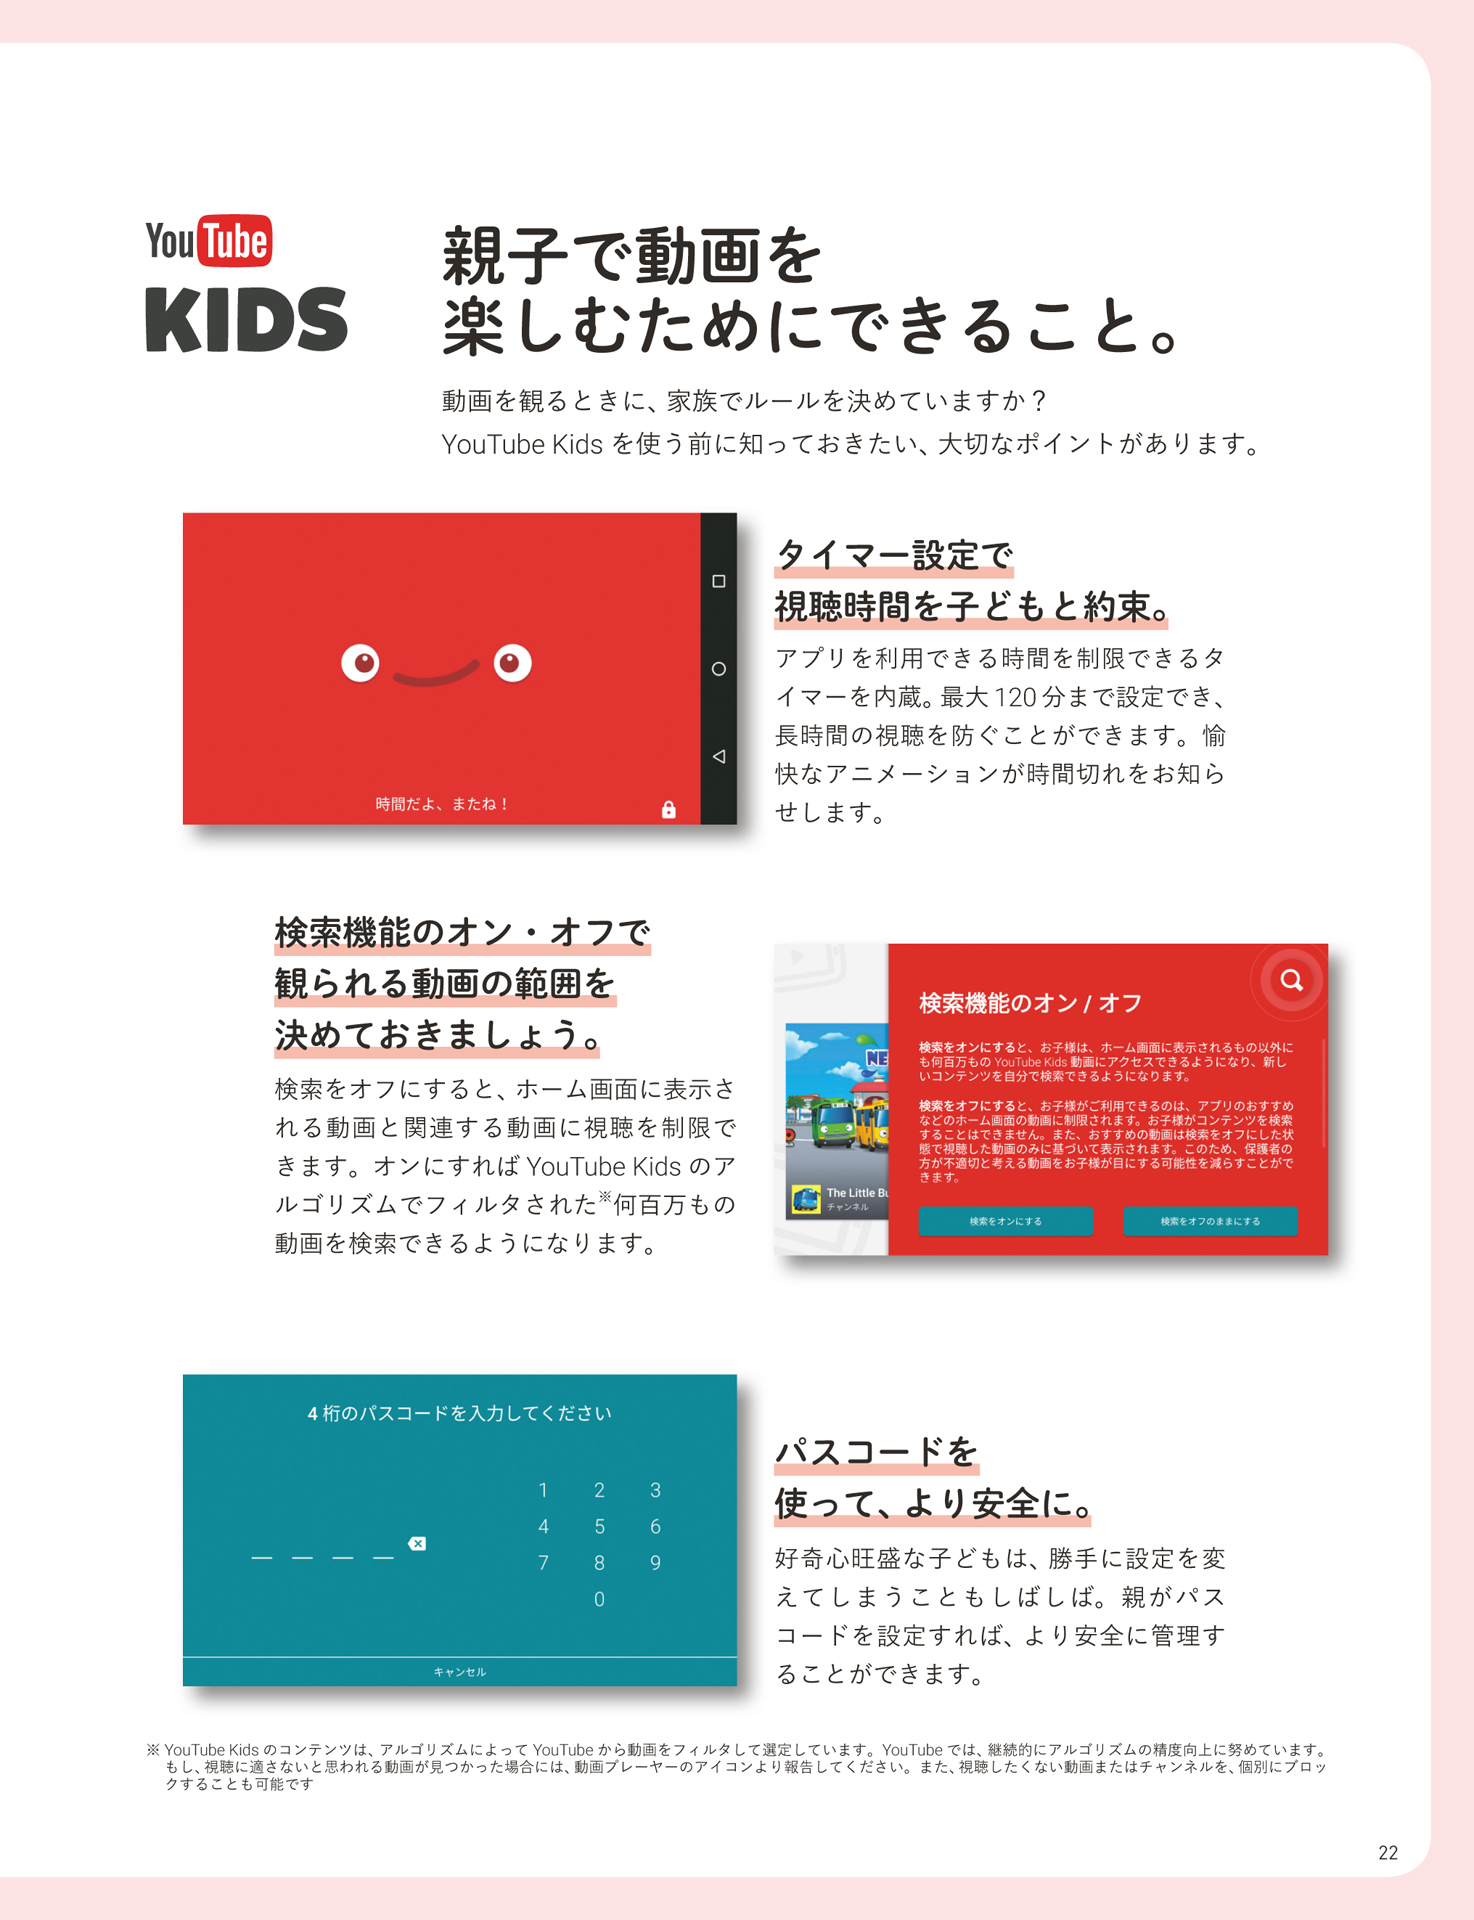 YouTube
KIDS
親子で動画を
楽しむためにできること。
動画を観るときに、家族でルールを決めていますか？
YouTube Kids を使う前に知っておきたい、大切なポイントがあります。
時間だよ、またね！
タイマー設定で
視聴時間を子どもと約束。
アプリを利用できる時間を制限できるタ
イマーを内蔵。最大 120 分まで設定でき、
長時間の視聴を防ぐことができます。愉
快なアニメーションが時間切れをお知ら
せします。
検索機能のオン・オフで
観られる動画の範囲を
決めておきましょう。
検索をオフにすると、ホーム画面に表示さ
れる動画と関連する動画に視聴を制限で
きます。オンにすれば YouTube Kids のア
ルゴリズムでフィルタされた※何百万もの
動画を検索できるようになります。
NE
The Little Bu
チャンネル
検索機能のオン / オフ
検索をオンにすると、お子様は、ホーム画面に表示されるもの以外に
も何百万もの YouTube Kids 動画にアクセスできるようになり、新し
いコンテンツを自分で検索できるようになります。
検索をオフにすると、お子様がご利用できるのは、アプリのおすすめ
などのホーム画面の動画に制限されます。お子様がコンテンツを検索
することはできません。また、おすすめの動画は検索をオフにした状
態で視聴した動画のみに基づいて表示されます。このため、保護者の
方が不適切と考える動画をお子様が目にする可能性を減らすことがで
きます。
検索をオンにする
検索をオフのままにする
4 桁のパスコードを入力してください
1 2 3
4 5 6
7 8 9
0
キャンセル
パスコードを
使って、より安全に。
好奇心旺盛な子どもは、勝手に設定を変
えてしまうこともしばしば。親がパス
コードを設定すれば、より安全に管理す
ることができます。
※ YouTube Kids のコンテンツは、アルゴリズムによって YouTube から動画をフィルタして選定しています。YouTube では、継続的にアルゴリズムの精度向上に努めています。
もし、視聴に適さないと思われる動画が見つかった場合には、動画プレーヤーのアイコンより報告してください。また、視聴したくない動画またはチャンネルを、個別にブロッ
クすることも可能です
22